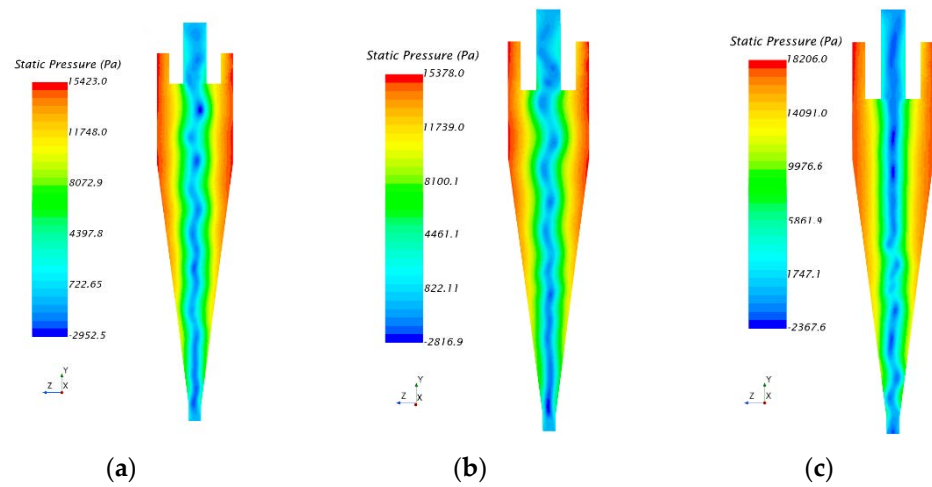 Static Pressure (Pa)
15423.0
11748.0
8072.9
4397.8
722.65
-2952.5
Y
Z X
(a)
Static Pressure (Pa)
15378.0
11739.0
8100.1
4461.1
822.11
-2816.9
Y
Z X
(b)
Static Pressure (Pa)
18206.0
14091.0
9976.6
5861.9
1747.1
-2367.6
Y
Z X
(c)